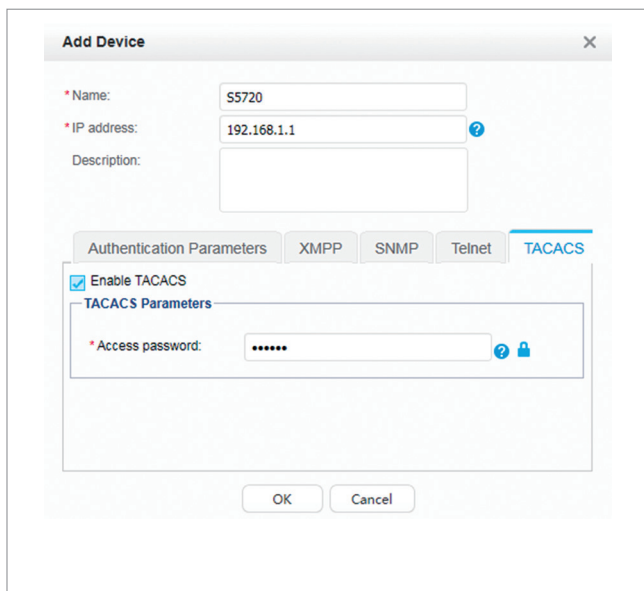 Add Device ×
* Name: S5720
* IP address: 192.168.1.1 ?
Description:
Authentication Parameters XMPP SNMP Telnet TACACS
Enable TACACS
TACACS Parameters
* Access password: •••••• ?
OK Cancel